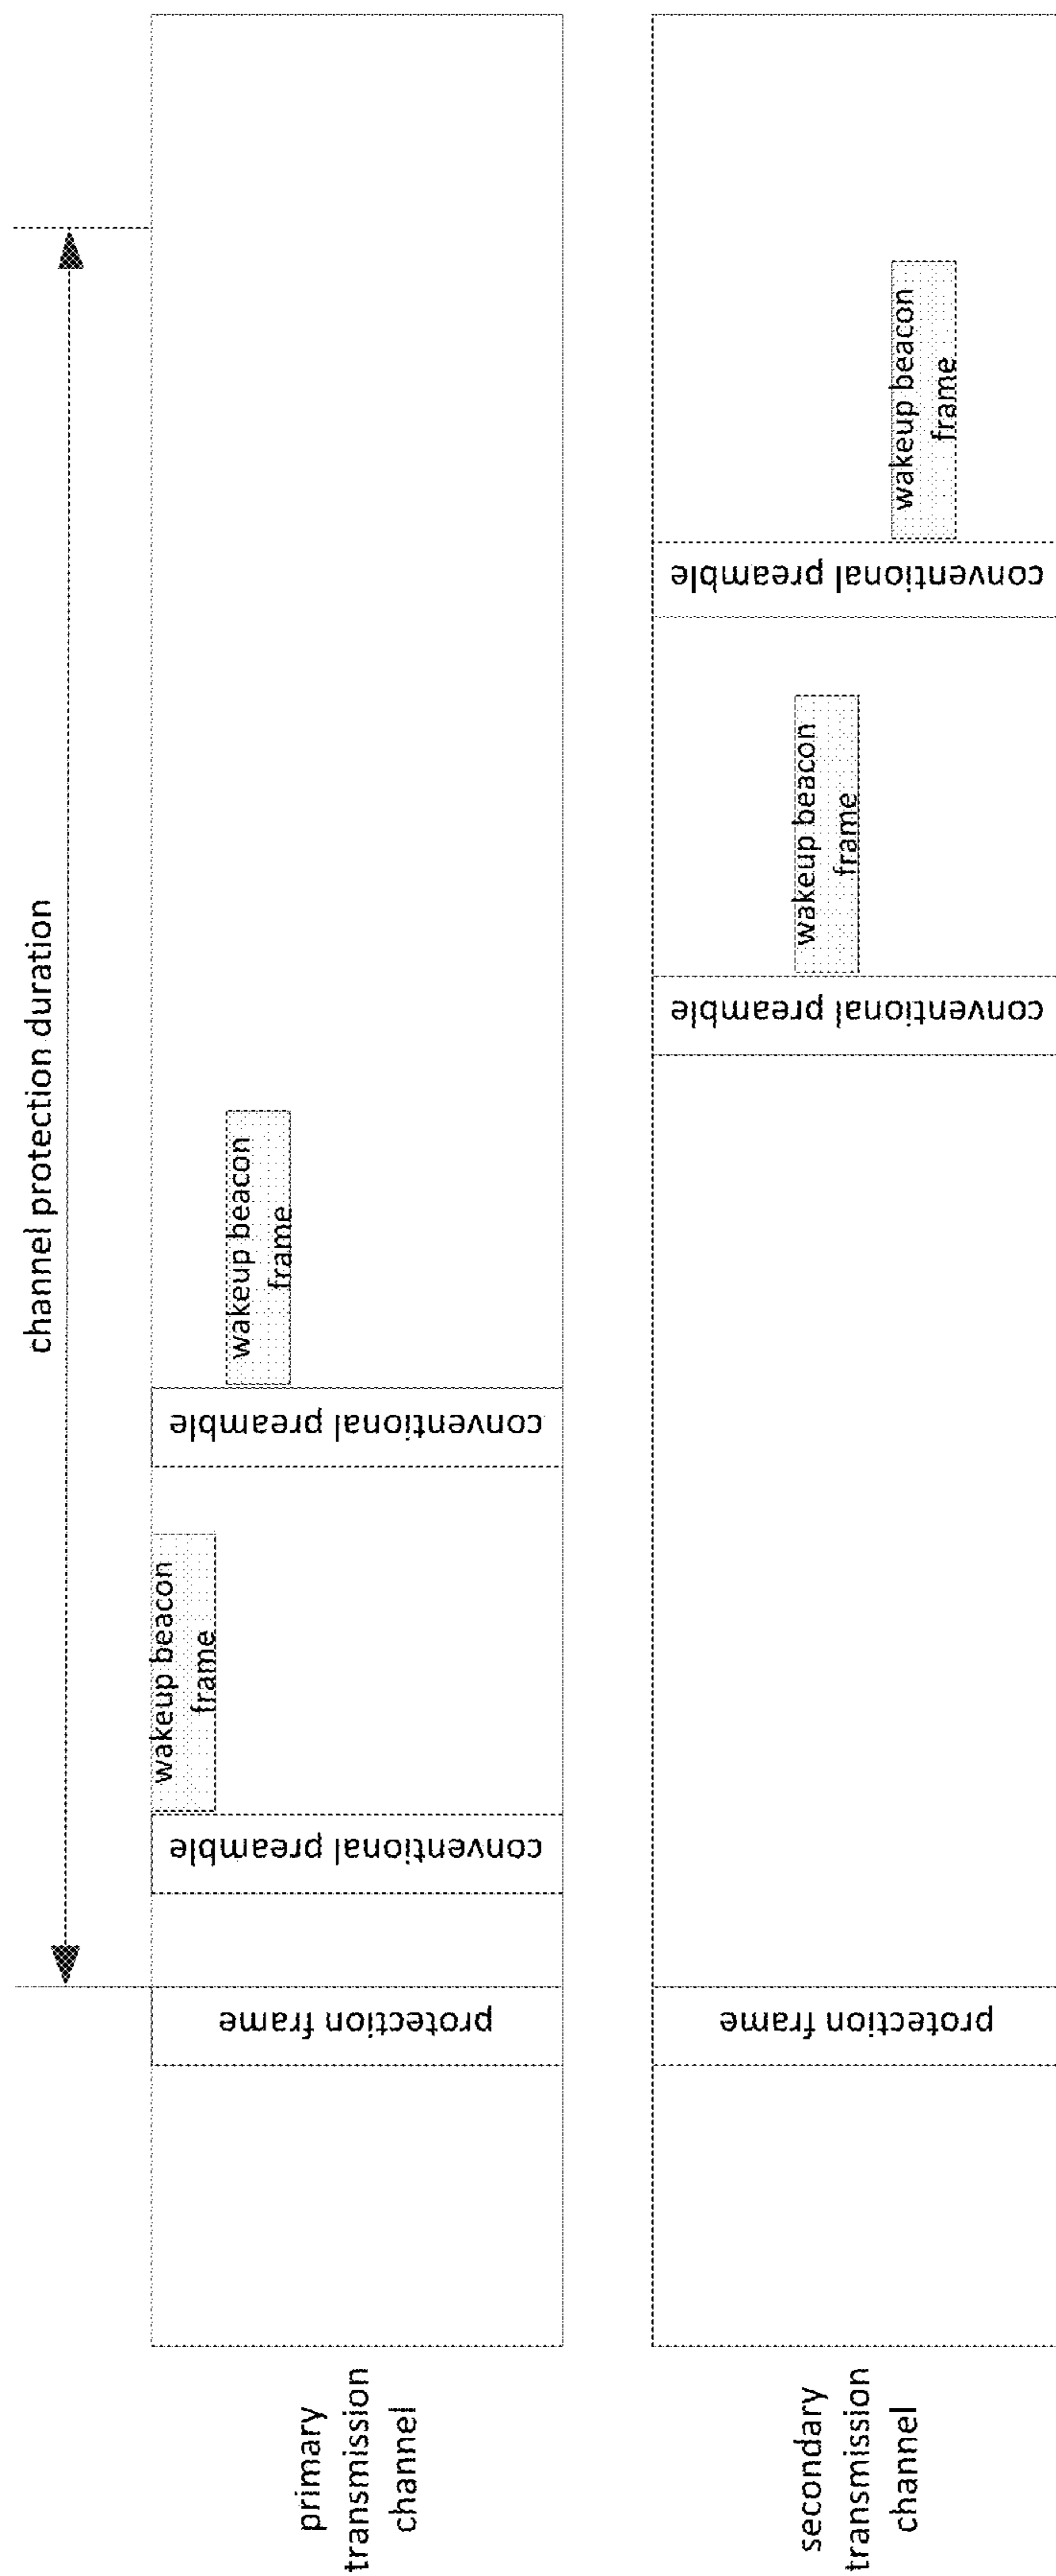 channel protection duration
primary
transmission
channel
protection frame
conventional preamble
wakeup beacon
frame
conventional preamble
wakeup beacon
frame
secondary
transmission
channel
protection frame
conventional preamble
wakeup beacon
frame
conventional preamble
wakeup beacon
frame